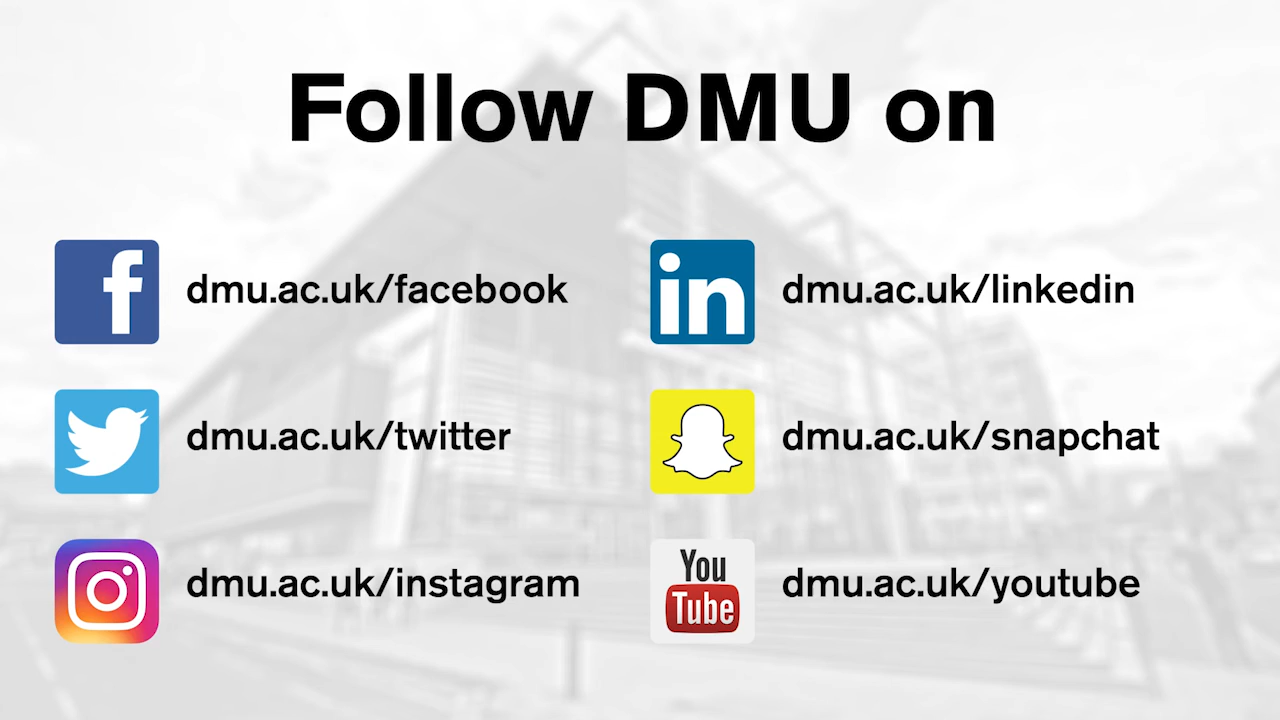 Follow DMU on
dmu.ac.uk/facebook
dmu.ac.uk/twitter
dmu.ac.uk/instagram
in
dmu.ac.uk/linkedin
dmu.ac.uk/snapchat
You
Tube
dmu.ac.uk/youtube